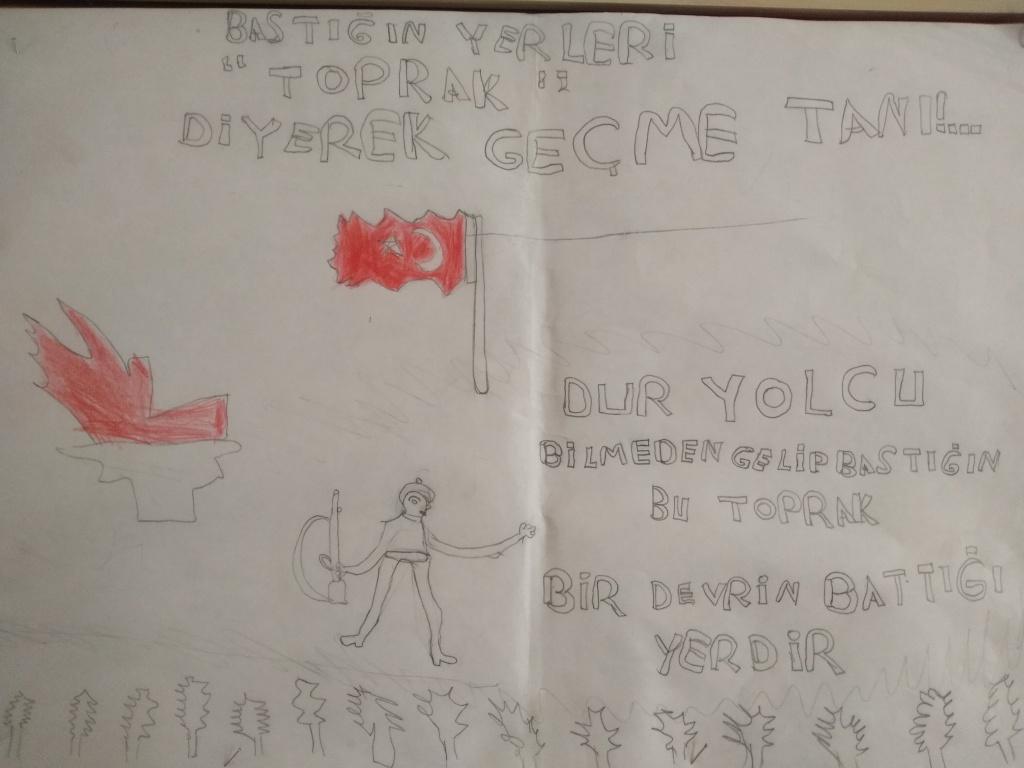 BASTIĞIN YERLERİ
"TOPRAK"
DİYEREK GEÇME TANI!...
DUR YOLCU
BİLMEDEN GELİP BASTIĞIN
BU TOPRAK
BİR DEVRİN BATTIĞI
YERDİR